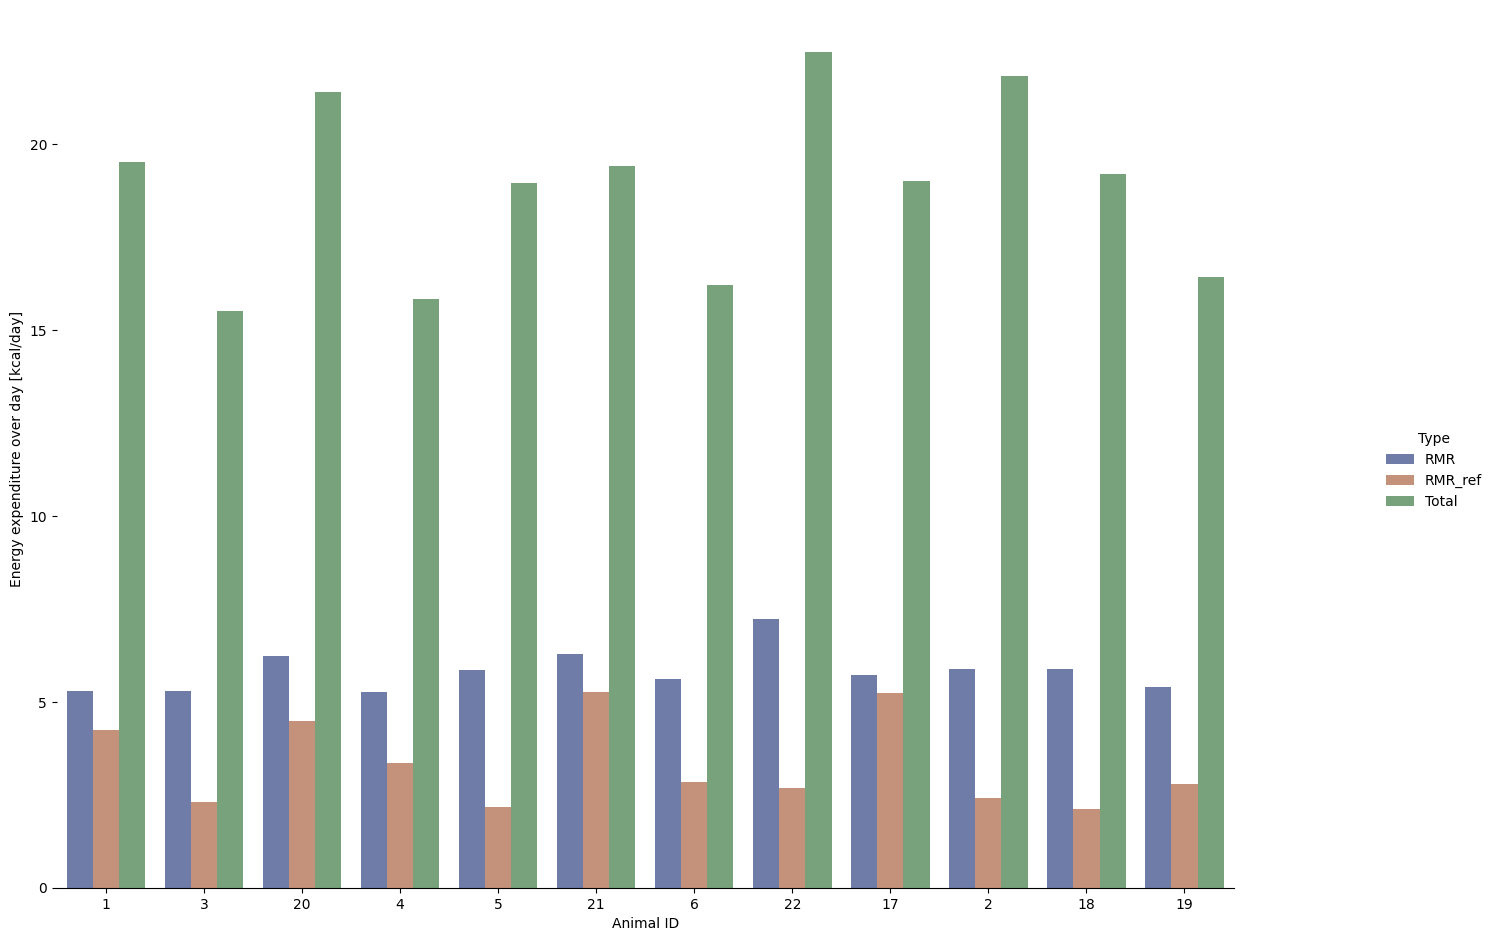 Energy expenditure over day [kcal/day]
20
15
10
5
0
1 3 20 4 5 21 6 22 17 2 18 19
Animal ID
Type
RMR
RMR_ref
Total